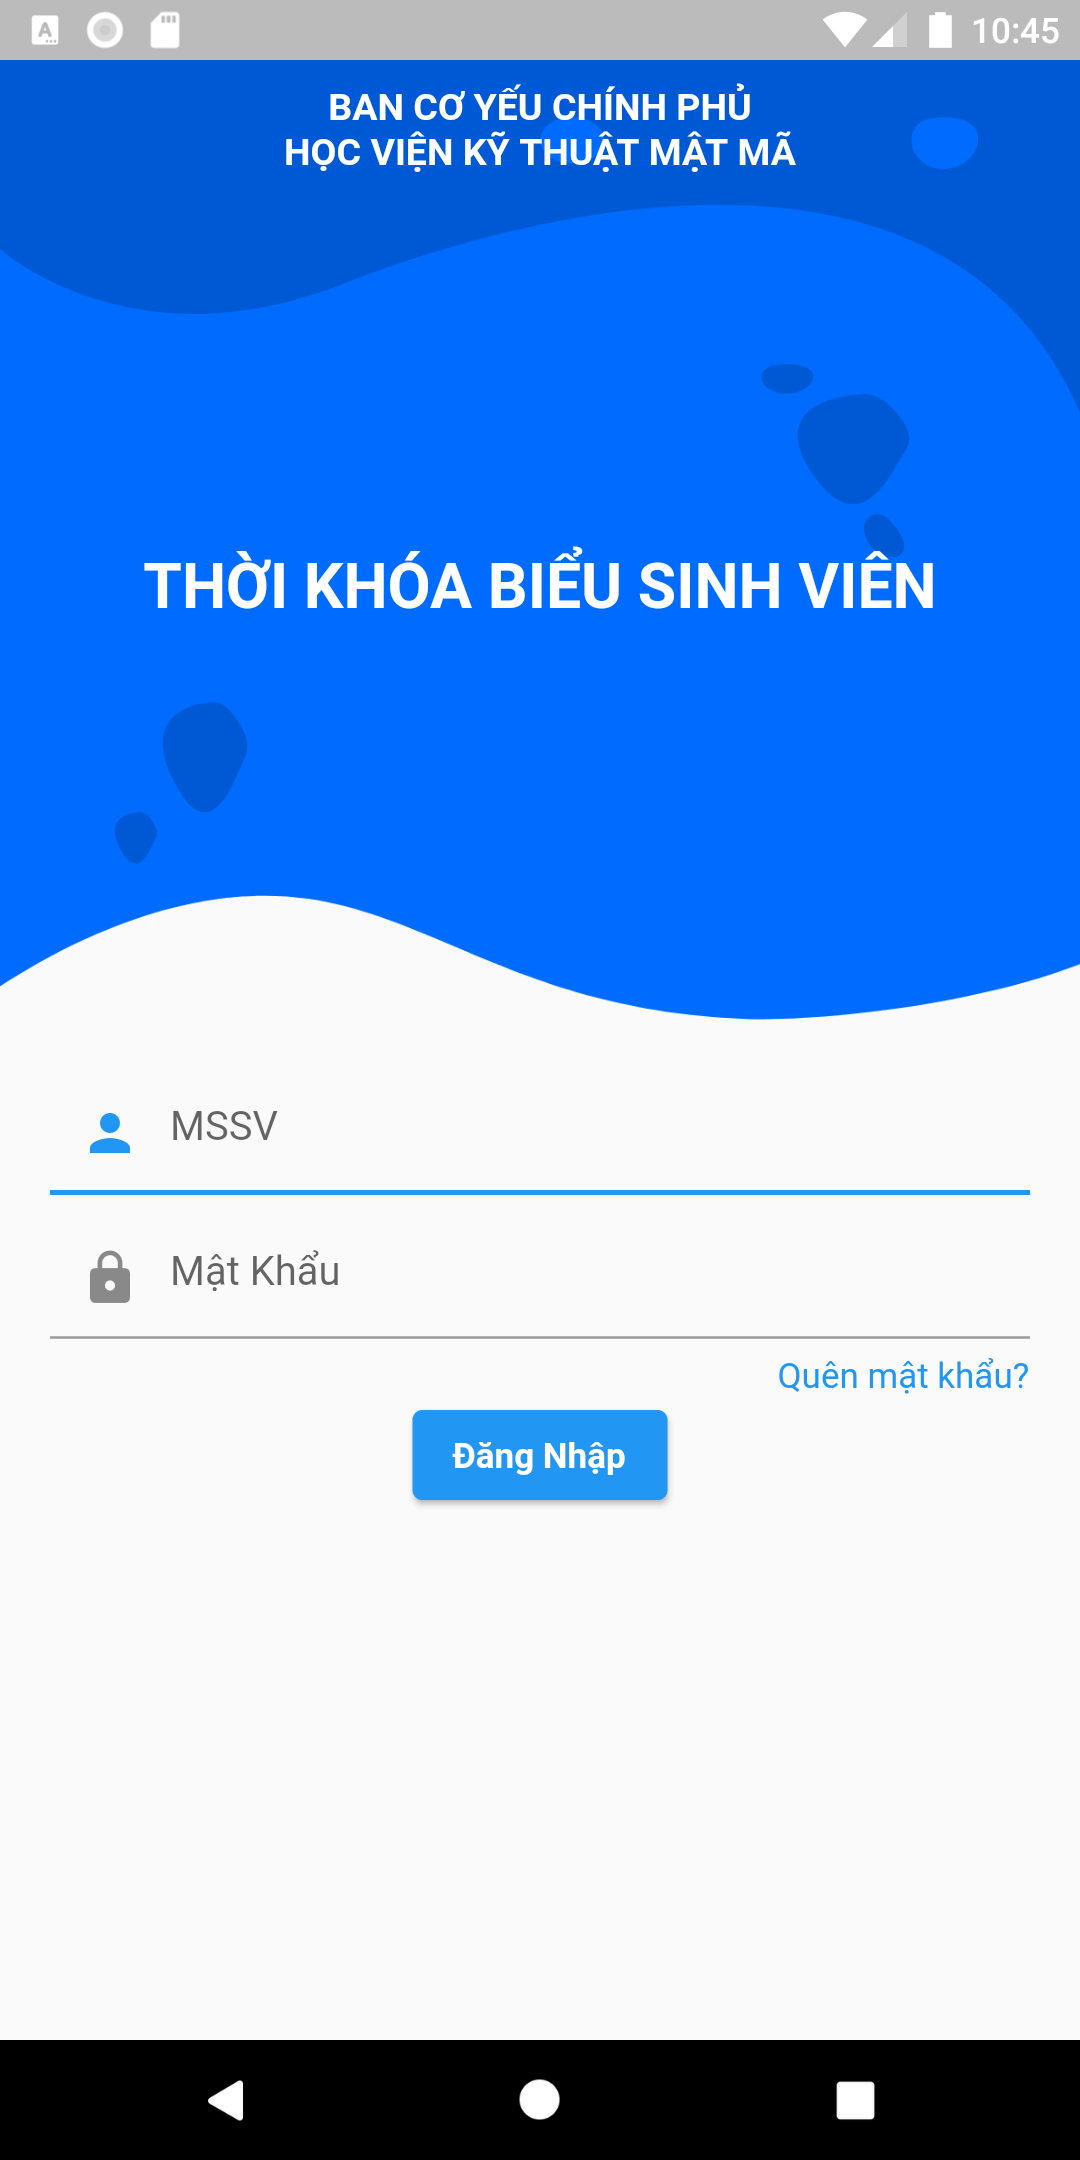 10:45
BAN CƠ YẾU CHÍNH PHỦ
HỌC VIỆN KỸ THUẬT MẬT MÃ
THỜI KHÓA BIỂU SINH VIÊN
MSSV
Mật Khẩu
Quên mật khẩu?
Đăng Nhập